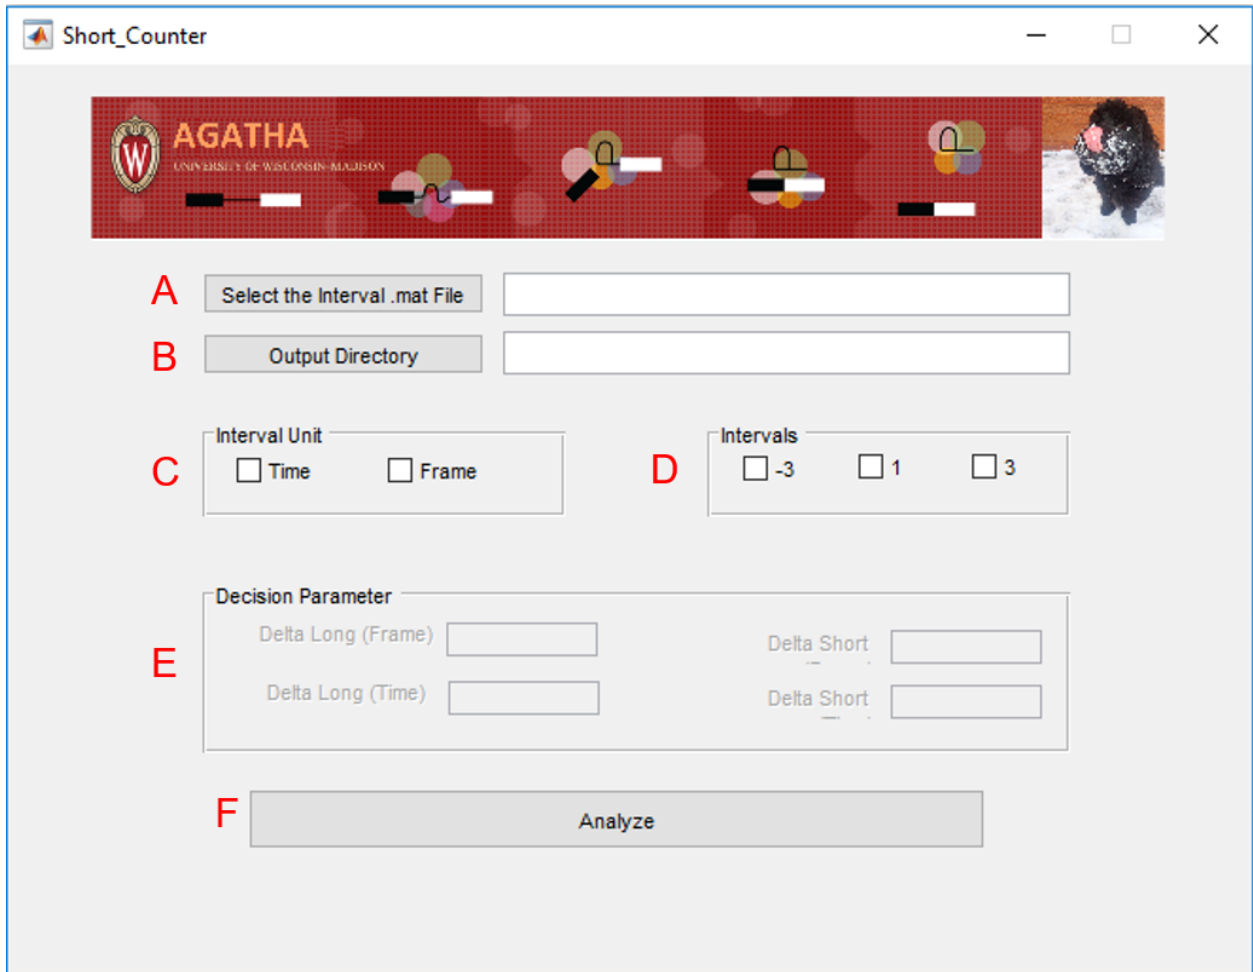 Short_Counter
W
AGATHA
UNIVERSITY OF WISCONSIN-MADISON
A
Select the Interval .mat File
B
Output Directory
Interval Unit
Intervals
C
Time
Frame
D
-3
1
3
Decision Parameter
Delta Long (Frame)
Delta Short
E
Delta Long (Time)
Delta Short
F
Analyze